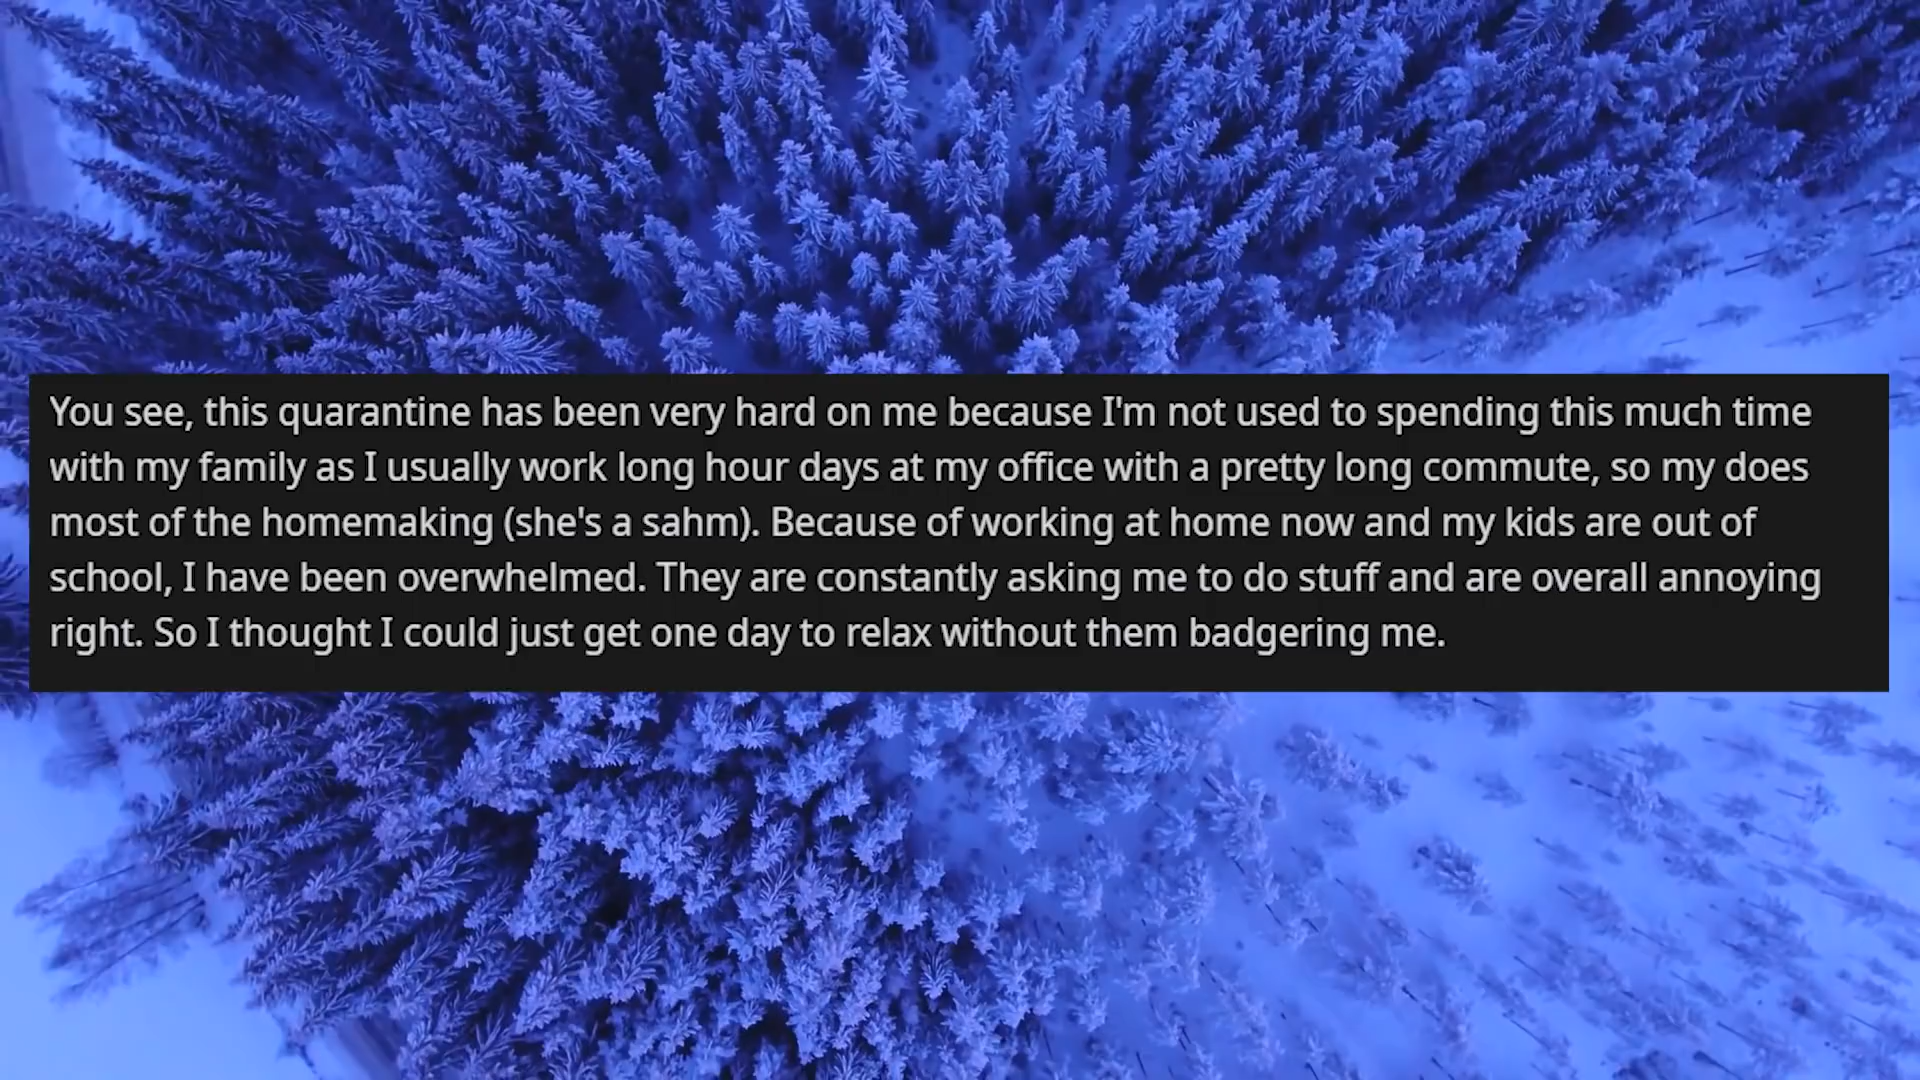 You see, this quarantine has been very hard on me because I'm not used to spending this much time
with my family as I usually work long hour days at my office with a pretty long commute, so my does
most of the homemaking (she's a sahm). Because of working at home now and my kids are out of
school, I have been overwhelmed. They are constantly asking me to do stuff and are overall annoying
right. So I thought I could just get one day to relax without them badgering me.